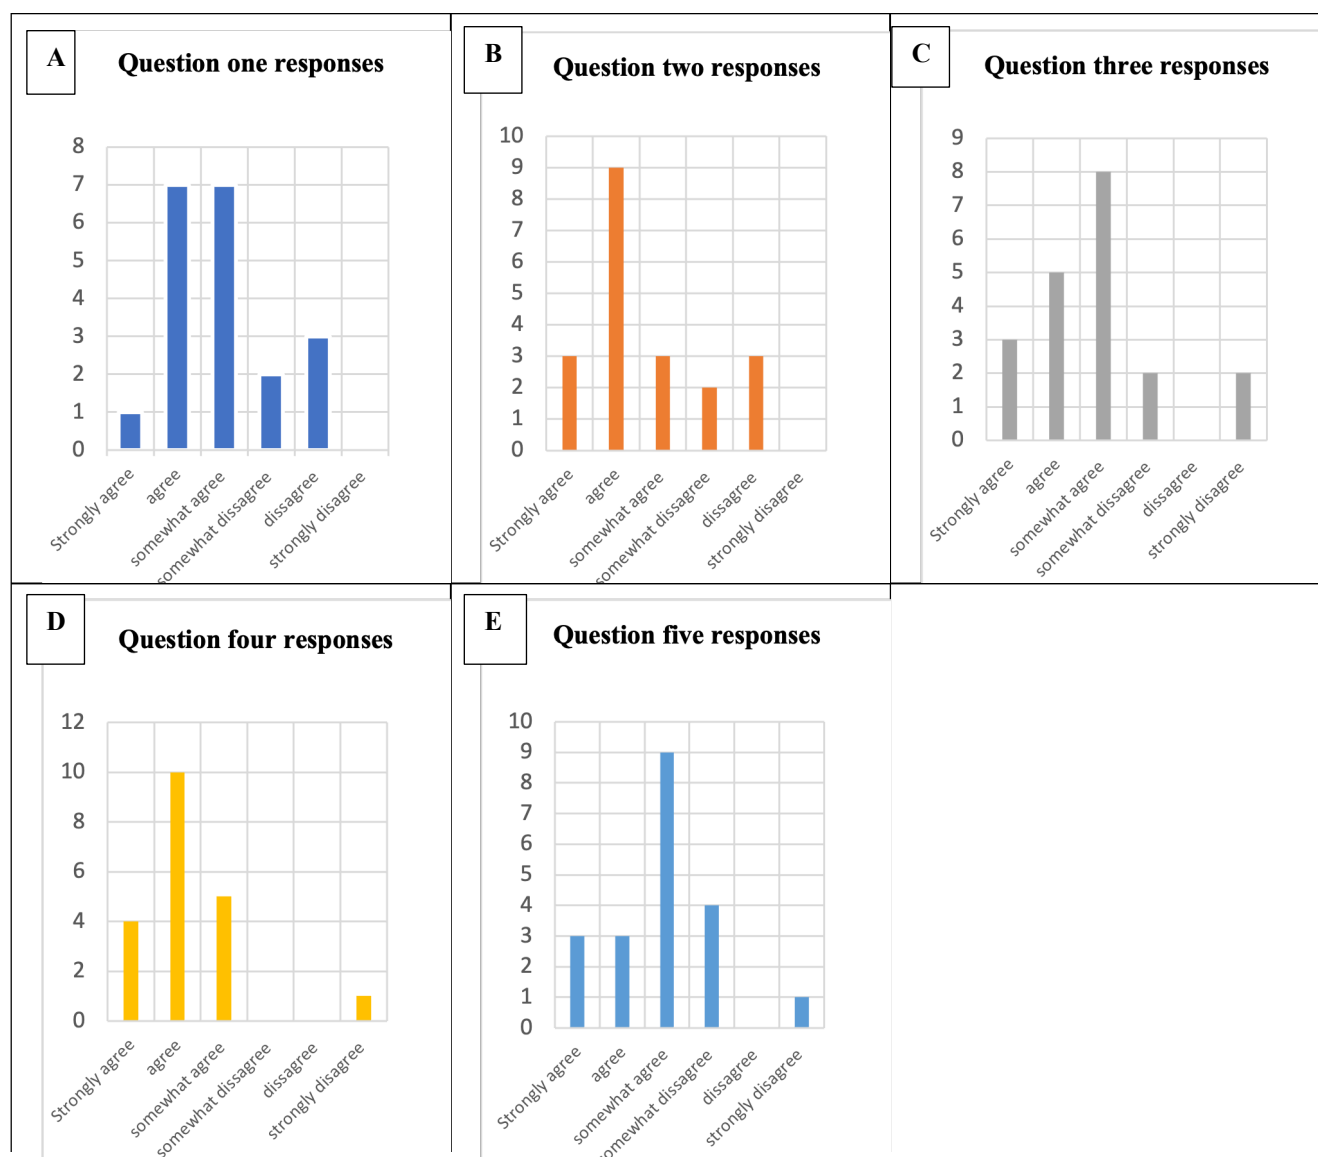 A
Question one responses
8
7
6
5
4
3
2
1
0
Strongly agree
agree
somewhat agree
somewhat dissagree
dissagree
strongly disagree
B
Question two responses
10
9
8
7
6
5
4
3
2
1
0
Strongly agree
agree
somewhat agree
somewhat dissagree
dissagree
strongly disagree
C
Question three responses
9
8
7
6
5
4
3
2
1
0
Strongly agree
agree
somewhat agree
somewhat dissagree
dissagree
strongly disagree
D
Question four responses
12
10
8
6
4
2
0
Strongly agree
agree
somewhat agree
somewhat dissagree
dissagree
strongly disagree
E
Question five responses
10
9
8
7
6
5
4
3
2
1
0
Strongly agree
agree
somewhat agree
somewhat dissagree
dissagree
strongly disagree